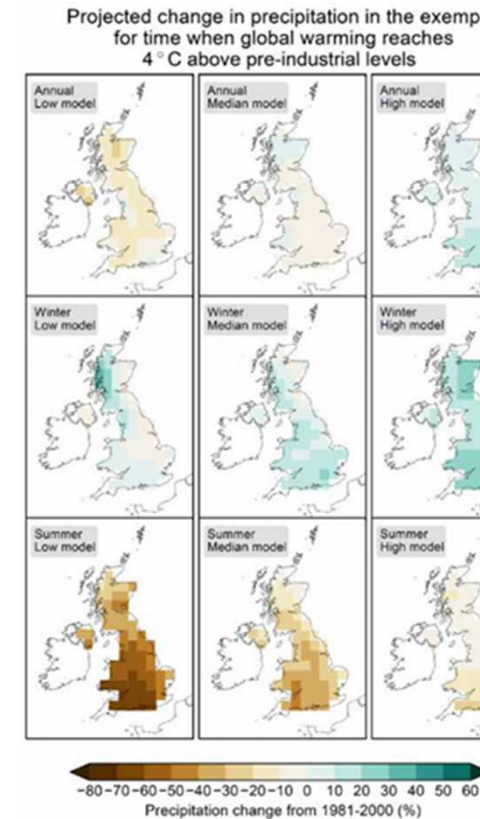 Projected change in precipitation in the exemp
for time when global warming reaches
4°C above pre-industrial levels
Annual
Low model
Annual
Median model
Annual
High model
Winter
Low model
Winter
Median model
Winter
High model
Summer
Low model
Summer
Median model
Summer
High model
−80 −70 −60 −50 −40 −30 −20 −10 0 10 20 30 40 50 60
Precipitation change from 1981-2000 (%)